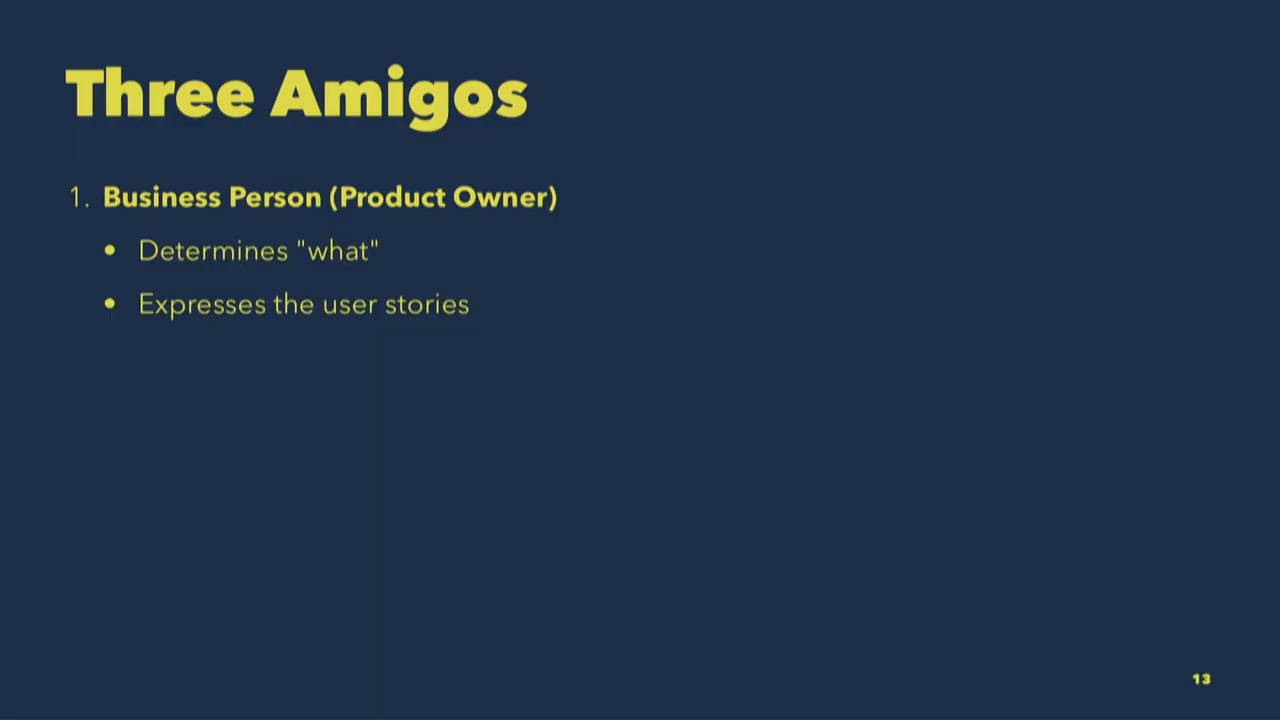 Three Amigos
1. Business Person (Product Owner)
• Determines "what"
• Expresses the user stories
13